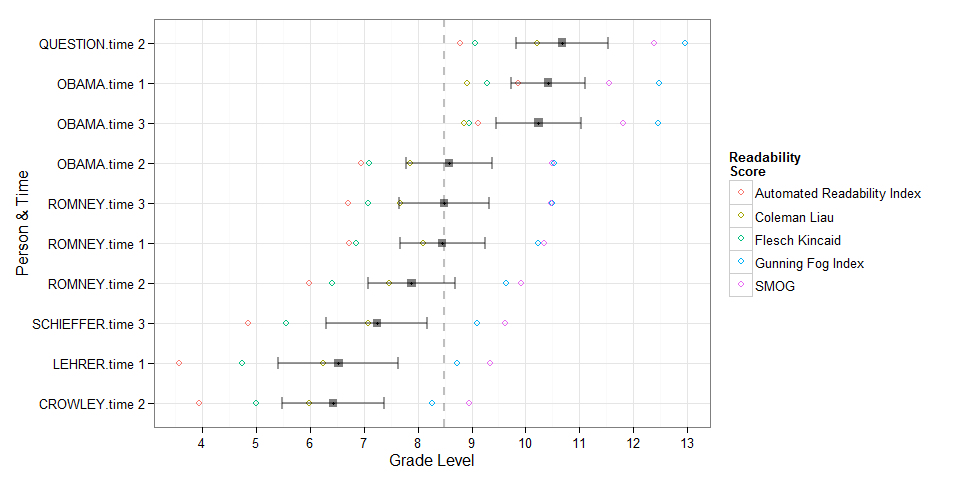 QUESTION.time 2
OBAMA.time 1
OBAMA.time 3
OBAMA.time 2
ROMNEY.time 3
ROMNEY.time 1
ROMNEY.time 2
SCHIEFFER.time 3
LEHRER.time 1
CROWLEY.time 2
Person & Time
4 5 6 7 8 9 10 11 12 13
Grade Level
Readability
Score
Automated Readability Index
Coleman Liau
Flesch Kincaid
Gunning Fog Index
SMOG